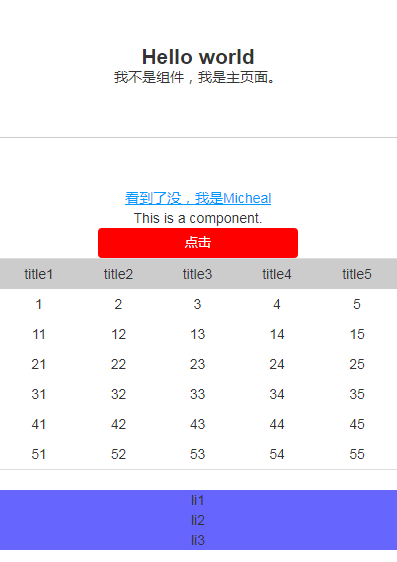 Hello world
我不是组件，我是主页面。
看到了没，我是Micheal
This is a component.
点击
title1 title2 title3 title4 title5
1 2 3 4 5
11 12 13 14 15
21 22 23 24 25
31 32 33 34 35
41 42 43 44 45
51 52 53 54 55
li1
li2
li3